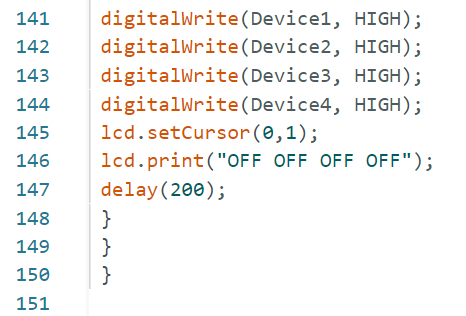 141 digitalWrite(Device1, HIGH);
142 digitalWrite(Device2, HIGH);
143 digitalWrite(Device3, HIGH);
144 digitalWrite(Device4, HIGH);
145 lcd.setCursor(0,1);
146 lcd.print("OFF OFF OFF OFF");
147 delay(200);
148 }
149 }
150 }
151